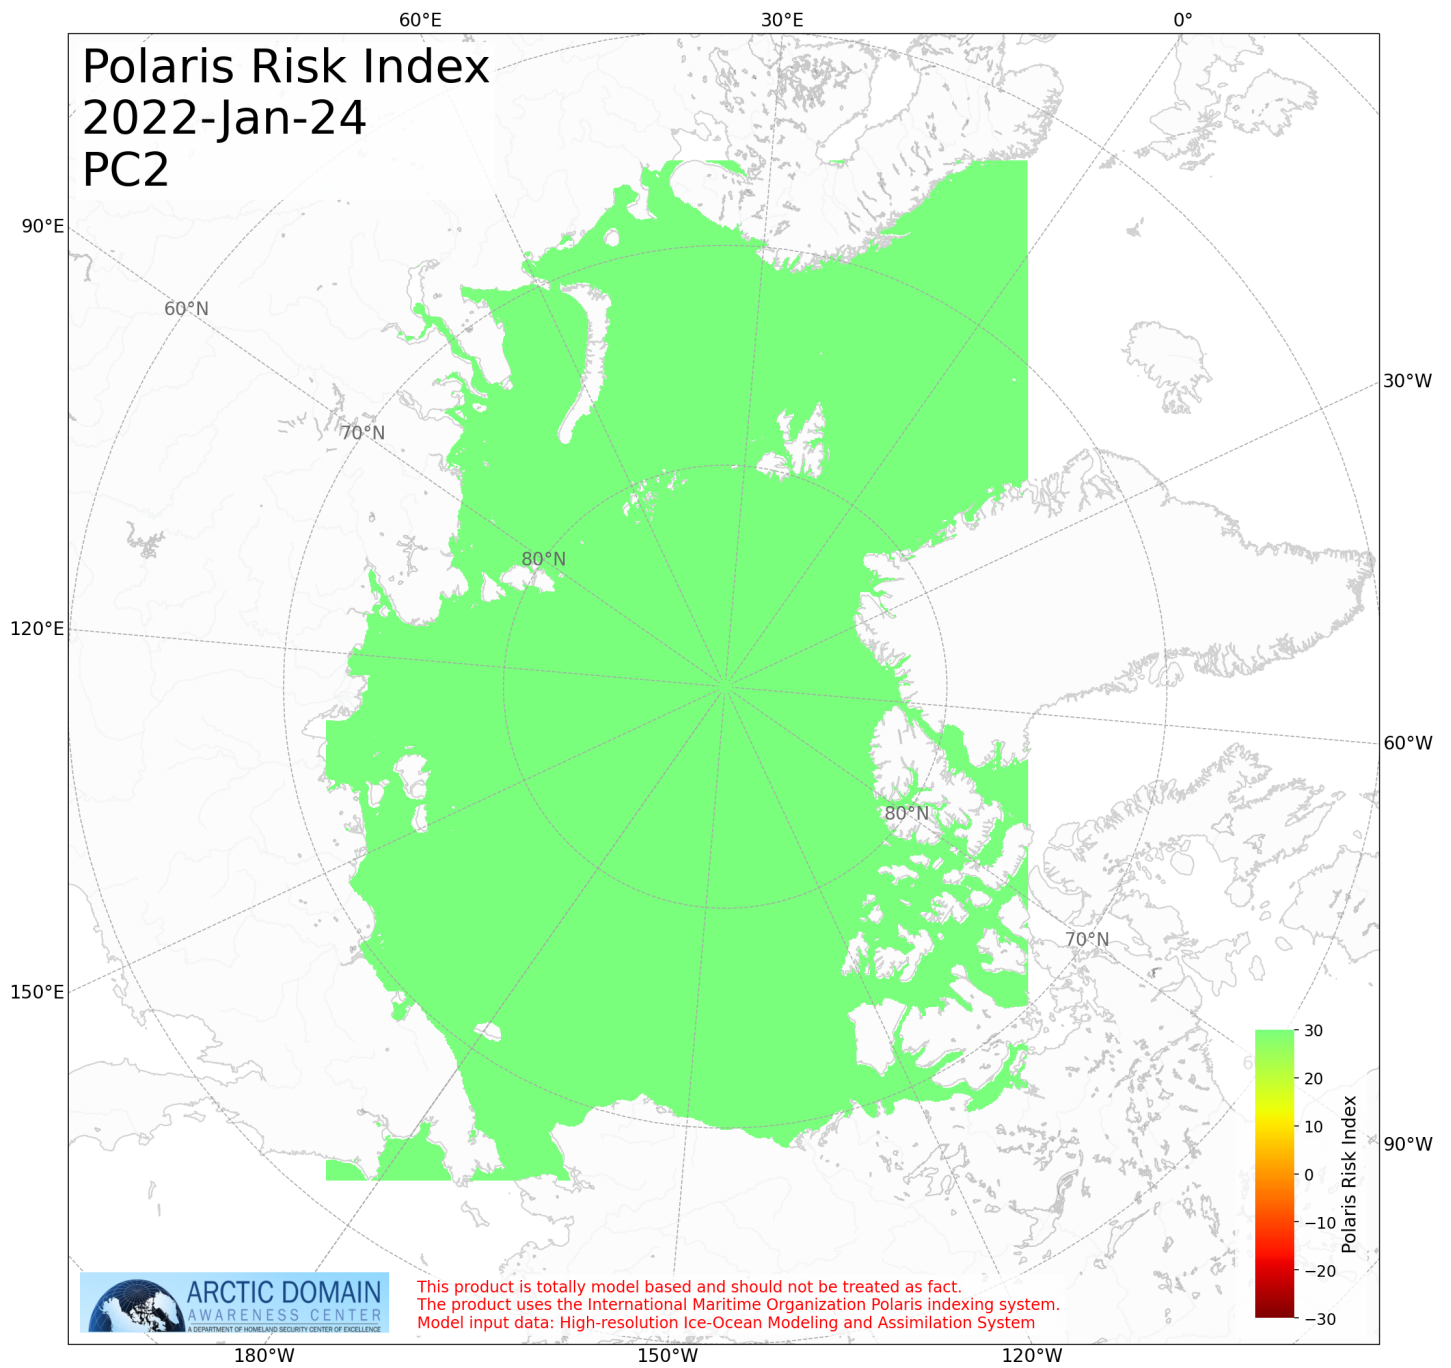 60°E 30°E 0°
Polaris Risk Index
2022-Jan-24
PC2
90°E
60°N
30°W
70°N
80°N
120°E
60°W
80°N
70°N
150°E
30
20
10
0
−10
−20
−30
Polaris Risk Index
90°W
ARCTIC DOMAIN
AWARENESS CENTER
A DEPARTMENT OF HOMELAND SECURITY CENTER OF EXCELLENCE
This product is totally model based and should not be treated as fact.
The product uses the International Maritime Organization Polaris indexing system.
Model input data: High-resolution Ice-Ocean Modeling and Assimilation System
180°W 150°W 120°W